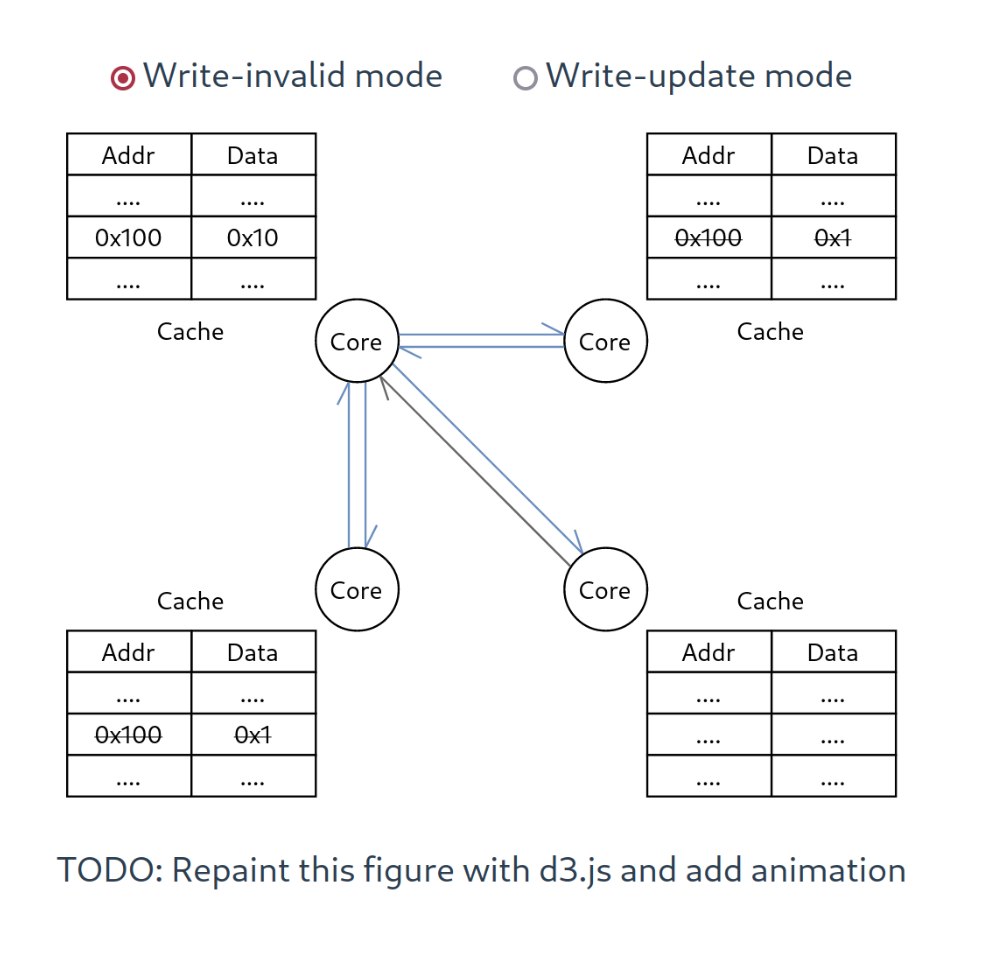 Write-invalid mode Write-update mode
Addr Data Addr Data
.... .... .... ....
0x100 0x10 0x100 0x1
.... .... .... ....
Cache Cache
Core Core
Core Core
Cache Cache
Addr Data Addr Data
.... .... .... ....
0x100 0x1 .... ....
.... .... .... ....
TODO: Repaint this figure with d3.js and add animation